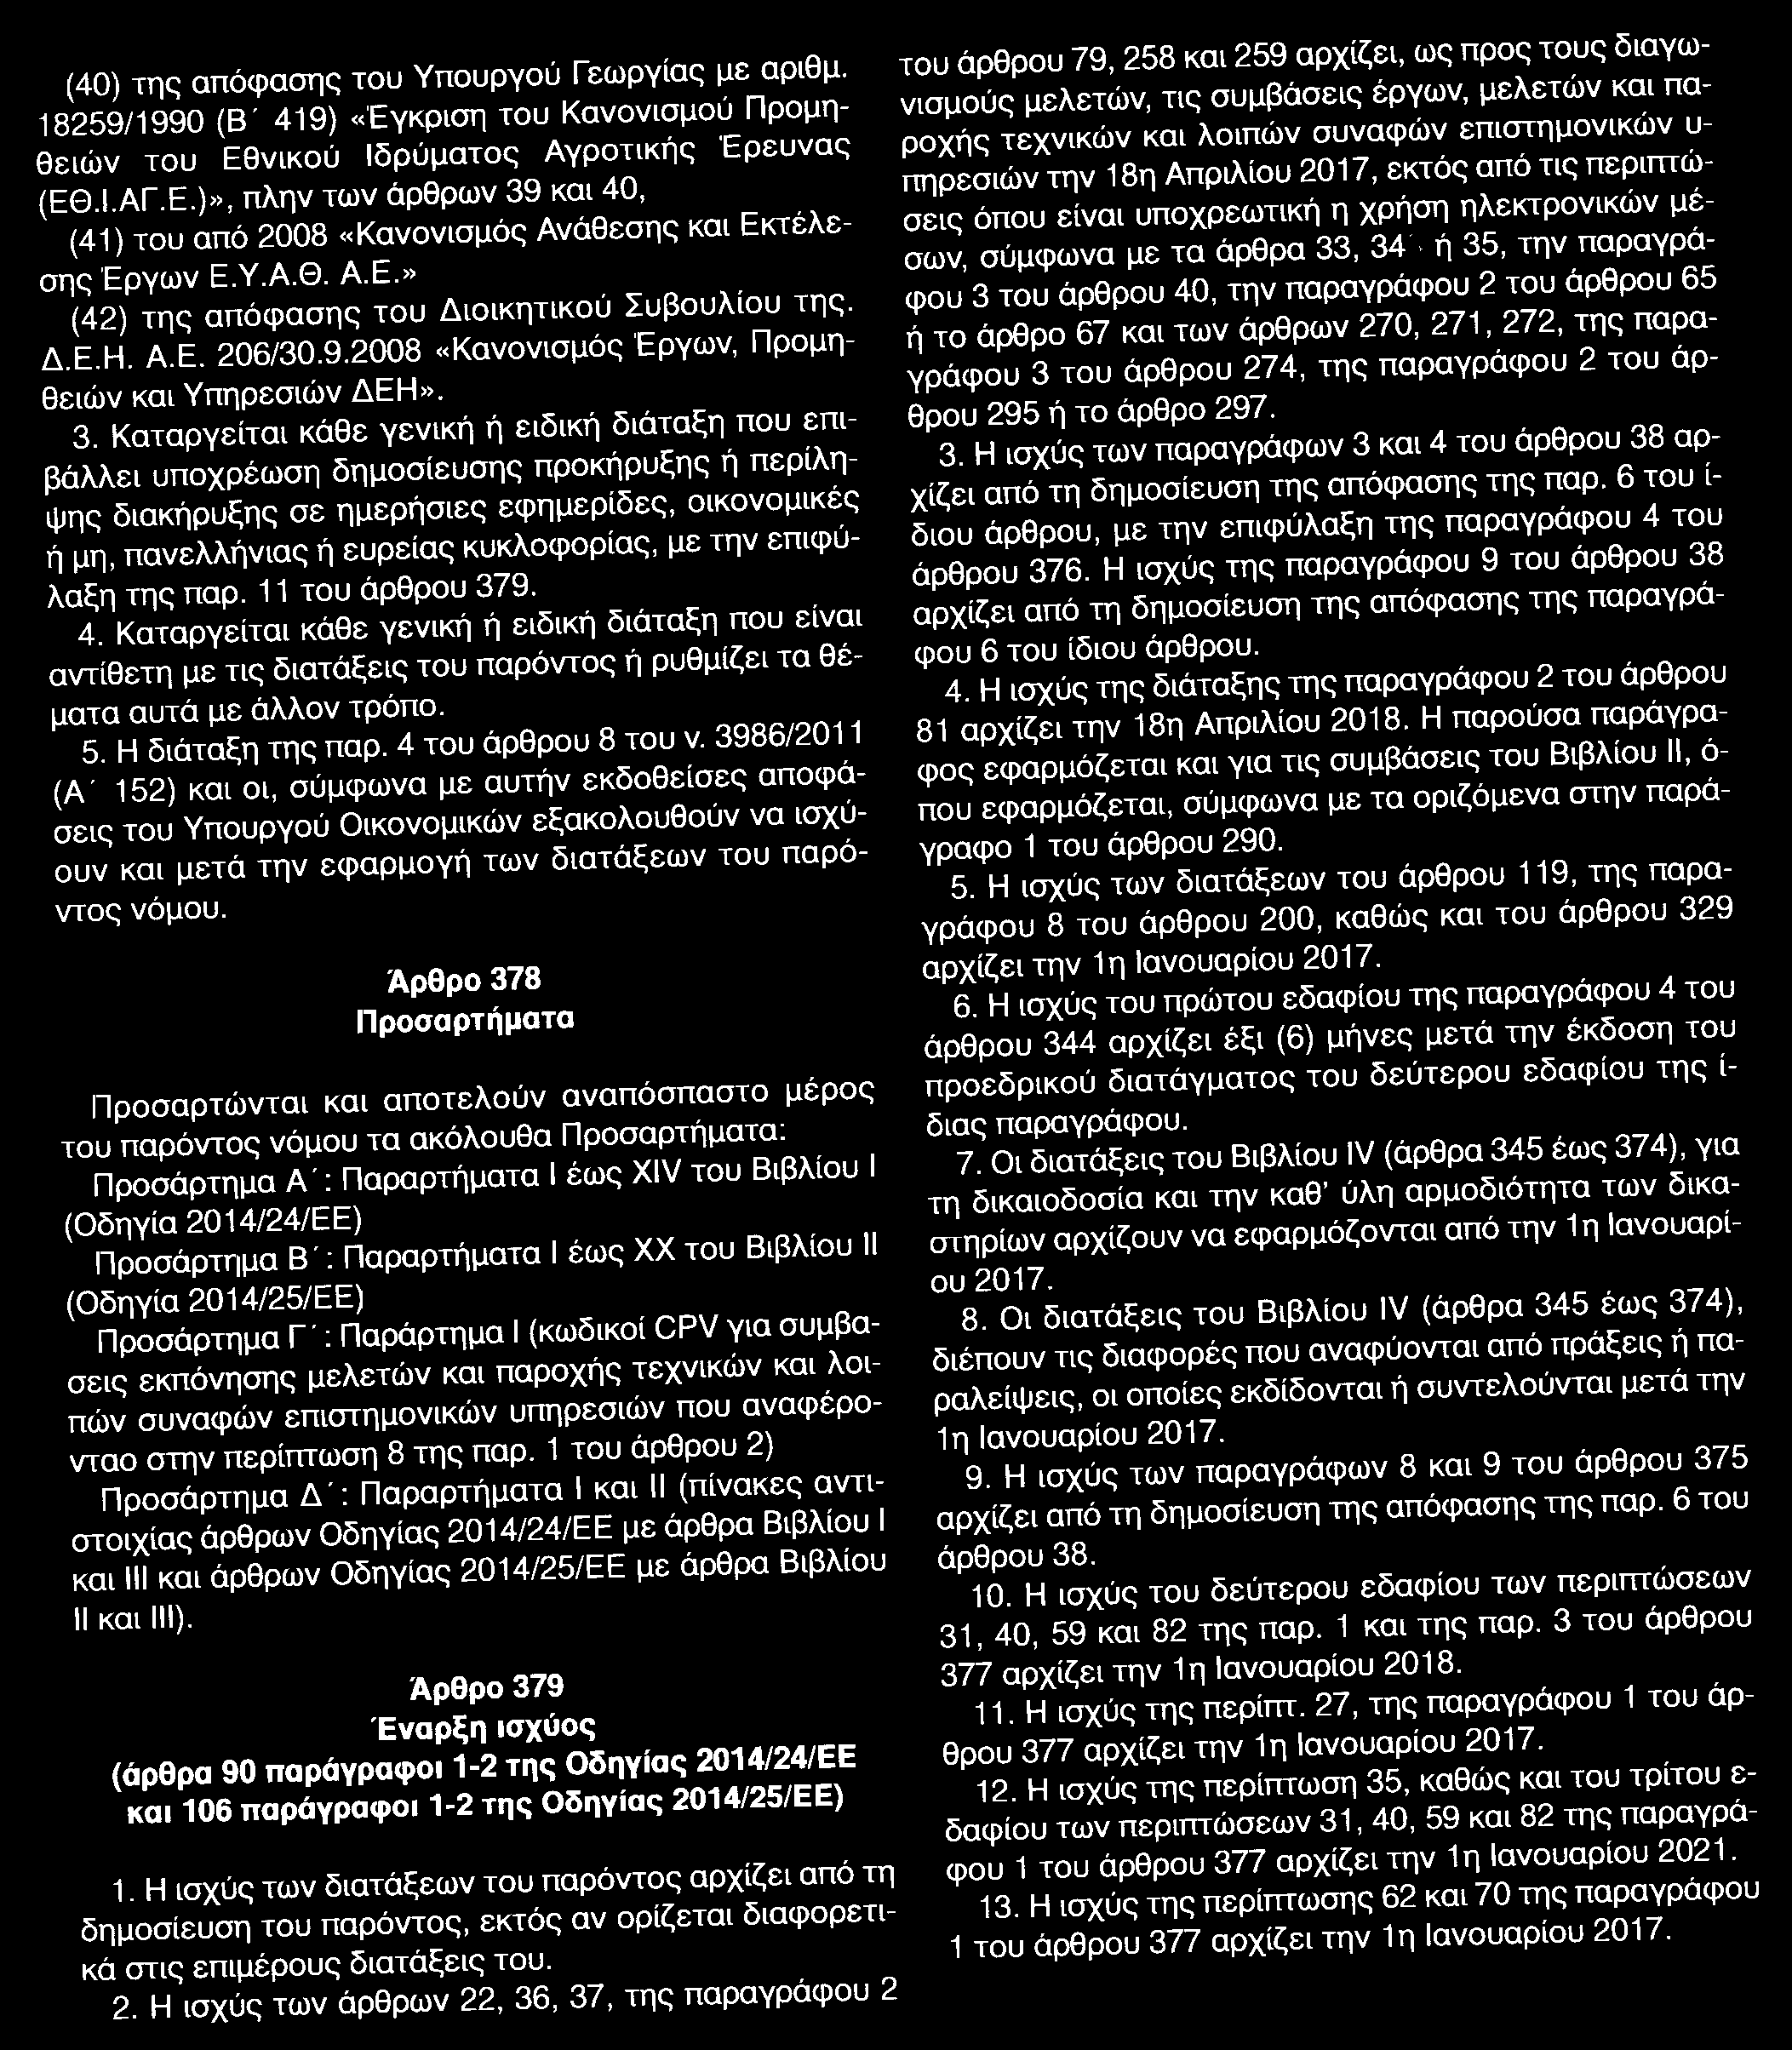 (40) της απόφασης του Υπουργού Γεωργίας με αριθμ.
18259/1990 (Β΄ 419) «Έγκριση του Κανονισμού Προμη-
θειών του Εθνικού Ιδρύματος Αγροτικής Έρευνας
(ΕΘ.Ι.ΑΓ.Ε.)», πλην των άρθρων 39 και 40,
(41) του από 2008 «Κανονισμός Ανάθεσης και Εκτέλε-
σης Έργων Ε.Υ.Α.Θ. Α.Ε.»
(42) της απόφασης του Διοικητικού Συβουλίου της.
Δ.Ε.Η. Α.Ε. 206/30.9.2008 «Κανονισμός Έργων, Προμη-
θειών και Υπηρεσιών ΔΕΗ».
3. Καταργείται κάθε γενική ή ειδική διάταξη που επι-
βάλλει υποχρέωση δημοσίευσης προκήρυξης ή περίλη-
ψης διακήρυξης σε ημερήσιες εφημερίδες, οικονομικές
ή μη, πανελλήνιας ή ευρείας κυκλοφορίας, με την επιφύ-
λαξη της παρ. 11 του άρθρου 379.
4. Καταργείται κάθε γενική ή ειδική διάταξη που είναι
αντίθετη με τις διατάξεις του παρόντος ή ρυθμίζει τα θέ-
ματα αυτά με άλλον τρόπο.
5. Η διάταξη της παρ. 4 του άρθρου 8 του ν. 3986/2011
(Α΄ 152) και οι, σύμφωνα με αυτήν εκδοθείσες αποφά-
σεις του Υπουργού Οικονομικών εξακολουθούν να ισχύ-
ουν και μετά την εφαρμογή των διατάξεων του παρό-
ντος νόμου.
Άρθρο 378
Προσαρτήματα
Προσαρτώνται και αποτελούν αναπόσπαστο μέρος
του παρόντος νόμου τα ακόλουθα Προσαρτήματα:
Προσάρτημα Α΄: Παραρτήματα Ι έως XIV του Βιβλίου Ι
(Οδηγία 2014/24/ΕΕ)
Προσάρτημα Β΄: Παραρτήματα Ι έως ΧΧ του Βιβλίου ΙΙ
(Οδηγία 2014/25/ΕΕ)
Προσάρτημα Γ΄: Παράρτημα Ι (κωδικοί CPV για συμβα-
σεις εκπόνησης μελετών και παροχής τεχνικών και λοι-
πών συναφών επιστημονικών υπηρεσιών που αναφέρο-
νταο στην περίπτωση 8 της παρ. 1 του άρθρου 2)
Προσάρτημα Δ΄: Παραρτήματα Ι και ΙΙ (πίνακες αντι-
στοιχίας άρθρων Οδηγίας 2014/24/ΕΕ με άρθρα Βιβλίου Ι
και ΙΙΙ και άρθρων Οδηγίας 2014/25/ΕΕ με άρθρα Βιβλίου
ΙΙ και ΙΙΙ).
Άρθρο 379
Έναρξη ισχύος
(άρθρα 90 παράγραφοι 1-2 της Οδηγίας 2014/24/ΕΕ
και 106 παράγραφοι 1-2 της Οδηγίας 2014/25/ΕΕ)
1. Η ισχύς των διατάξεων του παρόντος αρχίζει από τη
δημοσίευση του παρόντος, εκτός αν ορίζεται διαφορετι-
κά στις επιμέρους διατάξεις του.
2. Η ισχύς των άρθρων 22, 36, 37, της παραγράφου 2
του άρθρου 79, 258 και 259 αρχίζει, ως προς τους διαγω-
νισμούς μελετών, τις συμβάσεις έργων, μελετών και πα-
ροχής τεχνικών και λοιπών συναφών επιστημονικών υ-
πηρεσιών την 18η Απριλίου 2017, εκτός από τις περιπτώ-
σεις όπου είναι υποχρεωτική η χρήση ηλεκτρονικών μέ-
σων, σύμφωνα με τα άρθρα 33, 34 ή 35, την παραγρά-
φου 3 του άρθρου 40, την παραγράφου 2 του άρθρου 65
ή το άρθρο 67 και των άρθρων 270, 271, 272, της παρα-
γράφου 3 του άρθρου 274, της παραγράφου 2 του άρ-
θρου 295 ή το άρθρο 297.
3. Η ισχύς των παραγράφων 3 και 4 του άρθρου 38 αρ-
χίζει από τη δημοσίευση της απόφασης της παρ. 6 του ί-
διου άρθρου, με την επιφύλαξη της παραγράφου 4 του
άρθρου 376. Η ισχύς της παραγράφου 9 του άρθρου 38
αρχίζει από τη δημοσίευση της απόφασης της παραγρά-
φου 6 του ίδιου άρθρου.
4. Η ισχύς της διάταξης της παραγράφου 2 του άρθρου
81 αρχίζει την 18η Απριλίου 2018. Η παρούσα παράγρα-
φος εφαρμόζεται και για τις συμβάσεις του Βιβλίου ΙΙ, ό-
που εφαρμόζεται, σύμφωνα με τα οριζόμενα στην παρά-
γραφο 1 του άρθρου 290.
5. Η ισχύς των διατάξεων του άρθρου 119, της παρα-
γράφου 8 του άρθρου 200, καθώς και του άρθρου 329
αρχίζει την 1η Ιανουαρίου 2017.
6. Η ισχύς του πρώτου εδαφίου της παραγράφου 4 του
άρθρου 344 αρχίζει έξι (6) μήνες μετά την έκδοση του
προεδρικού διατάγματος του δεύτερου εδαφίου της ί-
διας παραγράφου.
7. Οι διατάξεις του Βιβλίου IV (άρθρα 345 έως 374), για
τη δικαιοδοσία και την καθ’ ύλη αρμοδιότητα των δικα-
στηρίων αρχίζουν να εφαρμόζονται από την 1η Ιανουαρί-
ου 2017.
8. Οι διατάξεις του Βιβλίου IV (άρθρα 345 έως 374),
διέπουν τις διαφορές που αναφύονται από πράξεις ή πα-
ραλείψεις, οι οποίες εκδίδονται ή συντελούνται μετά την
1η Ιανουαρίου 2017.
9. Η ισχύς των παραγράφων 8 και 9 του άρθρου 375
αρχίζει από τη δημοσίευση της απόφασης της παρ. 6 του
άρθρου 38.
10. Η ισχύς του δεύτερου εδαφίου των περιπτώσεων
31, 40, 59 και 82 της παρ. 1 και της παρ. 3 του άρθρου
377 αρχίζει την 1η Ιανουαρίου 2018.
11. Η ισχύς της περίπτ. 27, της παραγράφου 1 του άρ-
θρου 377 αρχίζει την 1η Ιανουαρίου 2017.
12. Η ισχύς της περίπτωση 35, καθώς και του τρίτου ε-
δαφίου των περιπτώσεων 31, 40, 59 και 82 της παραγρά-
φου 1 του άρθρου 377 αρχίζει την 1η Ιανουαρίου 2021.
13. Η ισχύς της περίπτωσης 62 και 70 της παραγράφου
1 του άρθρου 377 αρχίζει την 1η Ιανουαρίου 2017.